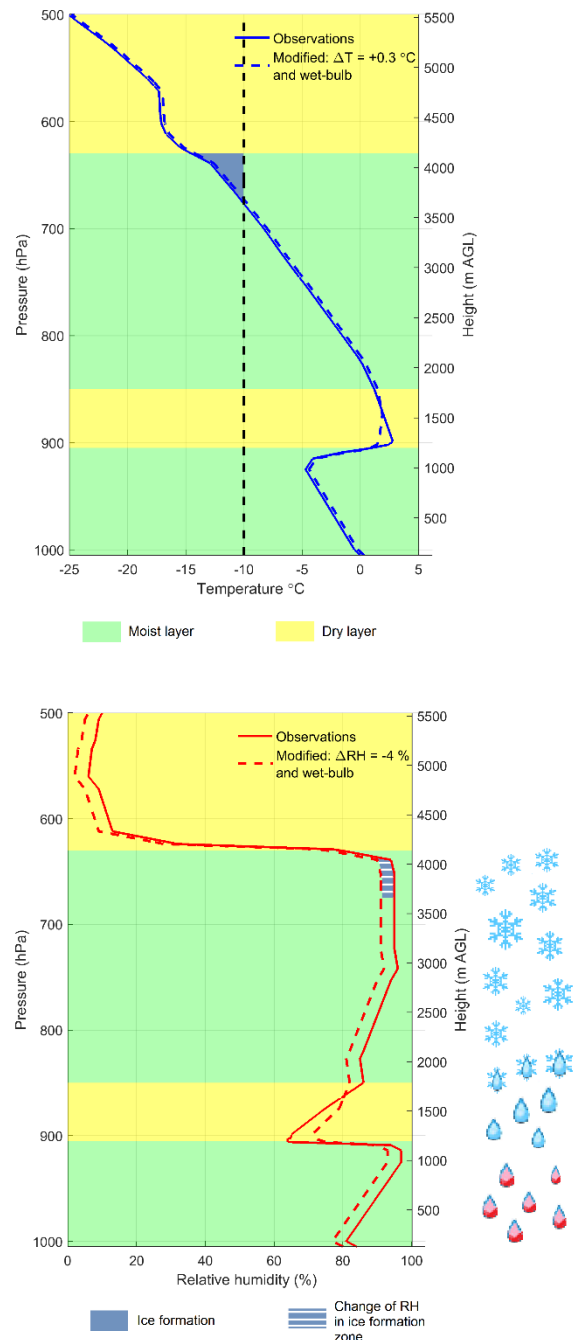 500
600
700
800
900
1000
Pressure (hPa)
Observations
Modified: ΔT = +0.3 °C
and wet-bulb
5500
5000
4500
4000
3500
3000
2500
2000
1500
1000
500
Height (m AGL)
-25
-20
-15
-10
-5
0
5
Temperature °C
Moist layer
Dry layer
500
600
700
800
900
1000
Pressure (hPa)
Observations
Modified: ΔRH = -4 %
and wet-bulb
5500
5000
4500
4000
3500
3000
2500
2000
1500
1000
500
Height (m AGL)
0
20
40
60
80
100
Relative humidity (%)
Ice formation
Change of RH
in ice formation
zone